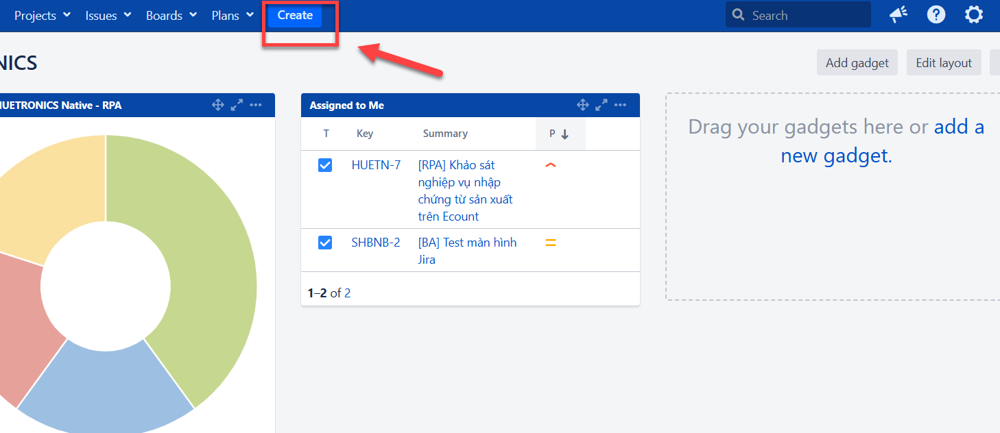 Projects Issues Boards Plans Create Search
NICS
Add gadget Edit layout
HUETRONICS Native - RPA
Assigned to Me
T Key Summary P
HUETN-7 [RPA] Khảo sát
nghiệp vụ nhập
chứng từ sản xuất
trên Ecount
SHBNB-2 [BA] Test màn hình
Jira
1–2 of 2
Drag your gadgets here or add a
new gadget.